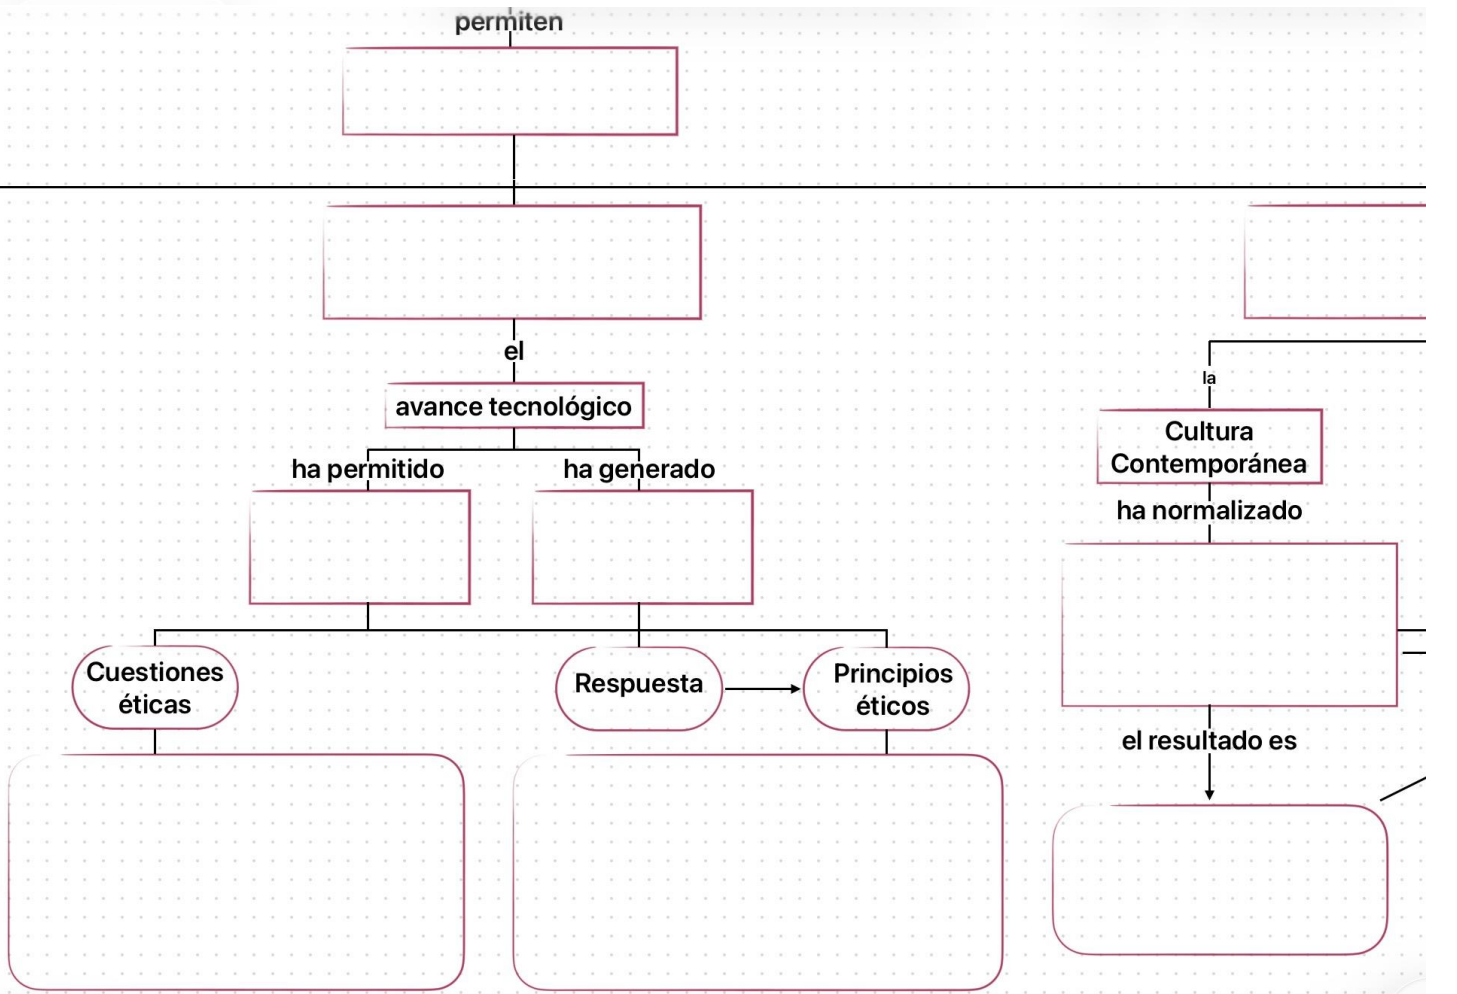 permiten
el
avance tecnológico
ha permitido
ha generado
Cuestiones
éticas
Respuesta
Principios
éticos
la
Cultura
Contemporánea
ha normalizado
el resultado es